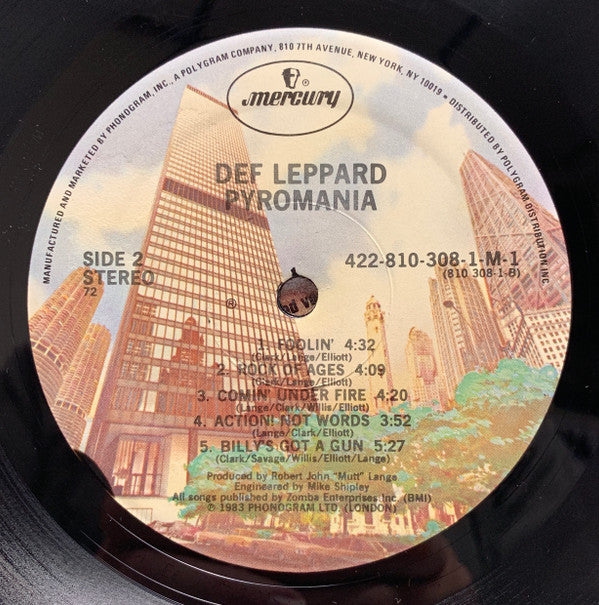 MANUFACTURED AND MARKETED BY PHONOGRAM, INC., A POLYGRAM COMPANY, 810 7TH AVENUE, NEW YORK, NY 10019 • DISTRIBUTED BY POLYGRAM DISTRIBUTION, INC.
mercury ®
DEF LEPPARD
PYROMANIA
SIDE 2
STEREO
72
422-810-308-1-M-1
(810 308-1-B)
®
1. FOOLIN' 4:32
(Clark/Lange/Elliott)
2. ROCK OF AGES 4:09
(Clark/Lange/Elliott)
3. COMIN' UNDER FIRE 4:20
(Lange/Clark/Willis/Elliott)
4. ACTION! NOT WORDS 3:52
(Lange/Clark/Elliott)
5. BILLY'S GOT A GUN 5:27
(Clark/Savage/Willis/Elliott/Lange)
Produced by Robert John "Mutt" Lange
Engineered by Mike Shipley
All songs published by Zomba Enterprises, Inc. (BMI)
© 1983 PHONOGRAM LTD. (LONDON)